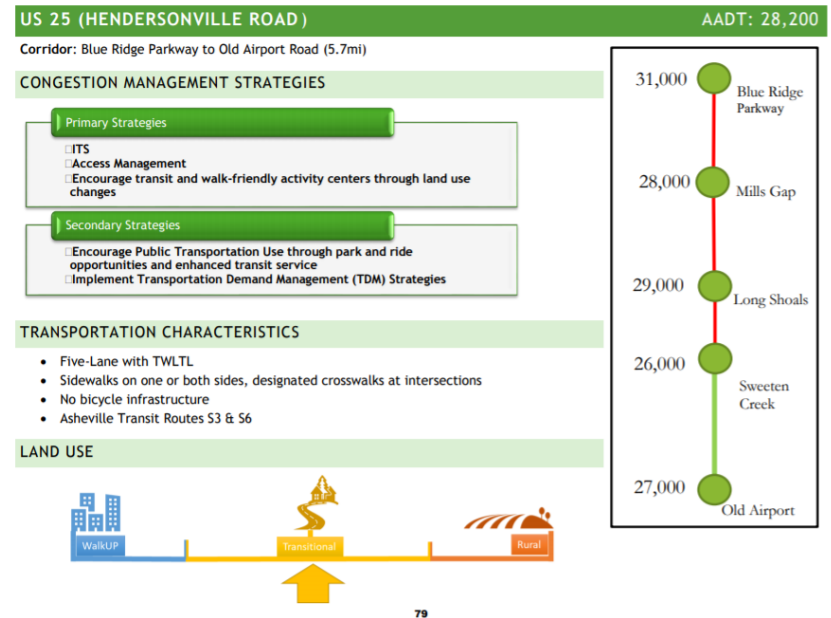 US 25 (HENDERSONVILLE ROAD) AADT: 28,200
Corridor: Blue Ridge Parkway to Old Airport Road (5.7mi)
CONGESTION MANAGEMENT STRATEGIES
Primary Strategies
□ITS
□Access Management
□Encourage transit and walk-friendly activity centers through land use
changes
Secondary Strategies
□Encourage Public Transportation Use through park and ride
opportunities and enhanced transit service
□Implement Transportation Demand Management (TDM) Strategies
TRANSPORTATION CHARACTERISTICS
• Five-Lane with TWLTL
• Sidewalks on one or both sides, designated crosswalks at intersections
• No bicycle infrastructure
• Asheville Transit Routes S3 & S6
LAND USE
WalkUP
Transitional
Rural
31,000
Blue Ridge
Parkway
28,000
Mills Gap
29,000
Long Shoals
26,000
Sweeten
Creek
27,000
Old Airport
79